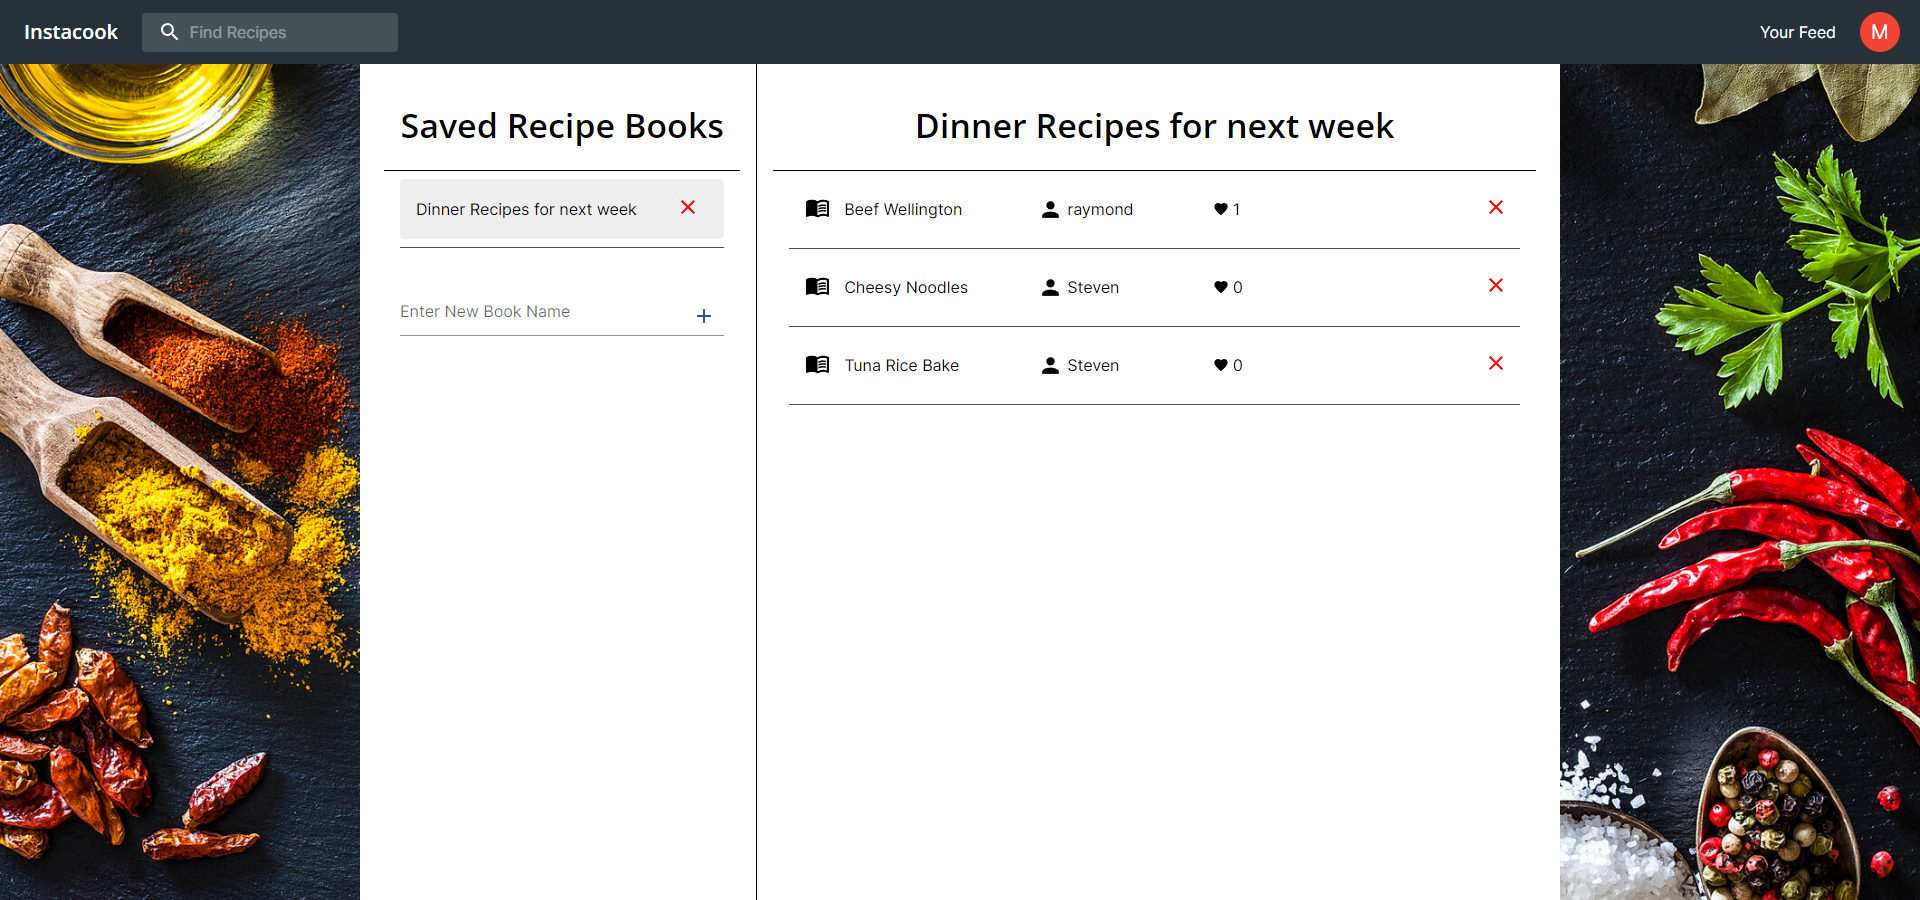 Instacook
Find Recipes
Your Feed
M
Saved Recipe Books
Dinner Recipes for next week
Enter New Book Name
Dinner Recipes for next week
Beef Wellington raymond 1
Cheesy Noodles Steven 0
Tuna Rice Bake Steven 0